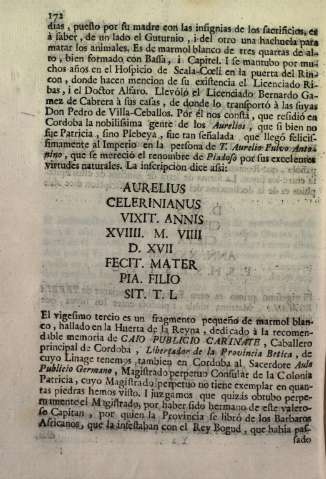 172
dias, puesto por su madre con las insignias de los sacrificios, es
à saber, de un lado el Guturnio, i del otro una hachuela para
matar los animales. Es de marmol blanco de tres quartas de al-
to, bien formado con Bassa, i Capitel. I se mantubo por mu-
chos años en el Hospicio de Scala-Cœli en la puerta del Rin-
con, donde hacen mencion de su existencia el Licenciado Ri-
bas, i el Doctor Alfaro. Llevólo el Licenciado Bernardo Ga-
mez de Cabrera à sus casas, de donde lo transportó à las suyas
Don Pedro de Villa-Ceballos. Por èl nos consta, que residió en
Cordoba la nobilissima gente de los Aurelios, que si bien no
fue Patricia, sino Plebeya, fue tan señalada que llegó felicis-
simamente al Imperio en la persona de T. Aurelio Fulvo Anto-
nino, que se mereció el renombre de Piadoso por sus excelentes
virtudes naturales. La inscripcion dice assi:
AURELIUS
CELERINIANUS
VIXIT. ANNIS
XVIIII. M. VIIII
D. XVII
FECIT. MATER
PIA. FILIO
SIT. T. L
El vigesimo tercio es un fragmento pequeño de marmol blan-
co, hallado en la Huerta de la Reyna, dedicado à la recomen-
dable memoria de GAIO PUBLICIO CARINATE, Caballero
principal de Cordoba, Libertador de la Provincia Betica, de
cuyo Linage tenemos tambien en Cordoba al Sacerdote Aulo
Publicio Germano, Magistrado perpetuo Consular de la Colonia
Patricia, cuyo Magistrado perpetuo no tiene exemplar en quan-
tas piedras hemos visto. I juzgamos que quizás obtubo perpe-
tuamente el Magistrado, por haber sido hermano de este valero-
so Capitan, por quien la Provincia se libró de los Barbaros
Africanos, que la infestaban con el Rey Bogud, que habia pas-
sado